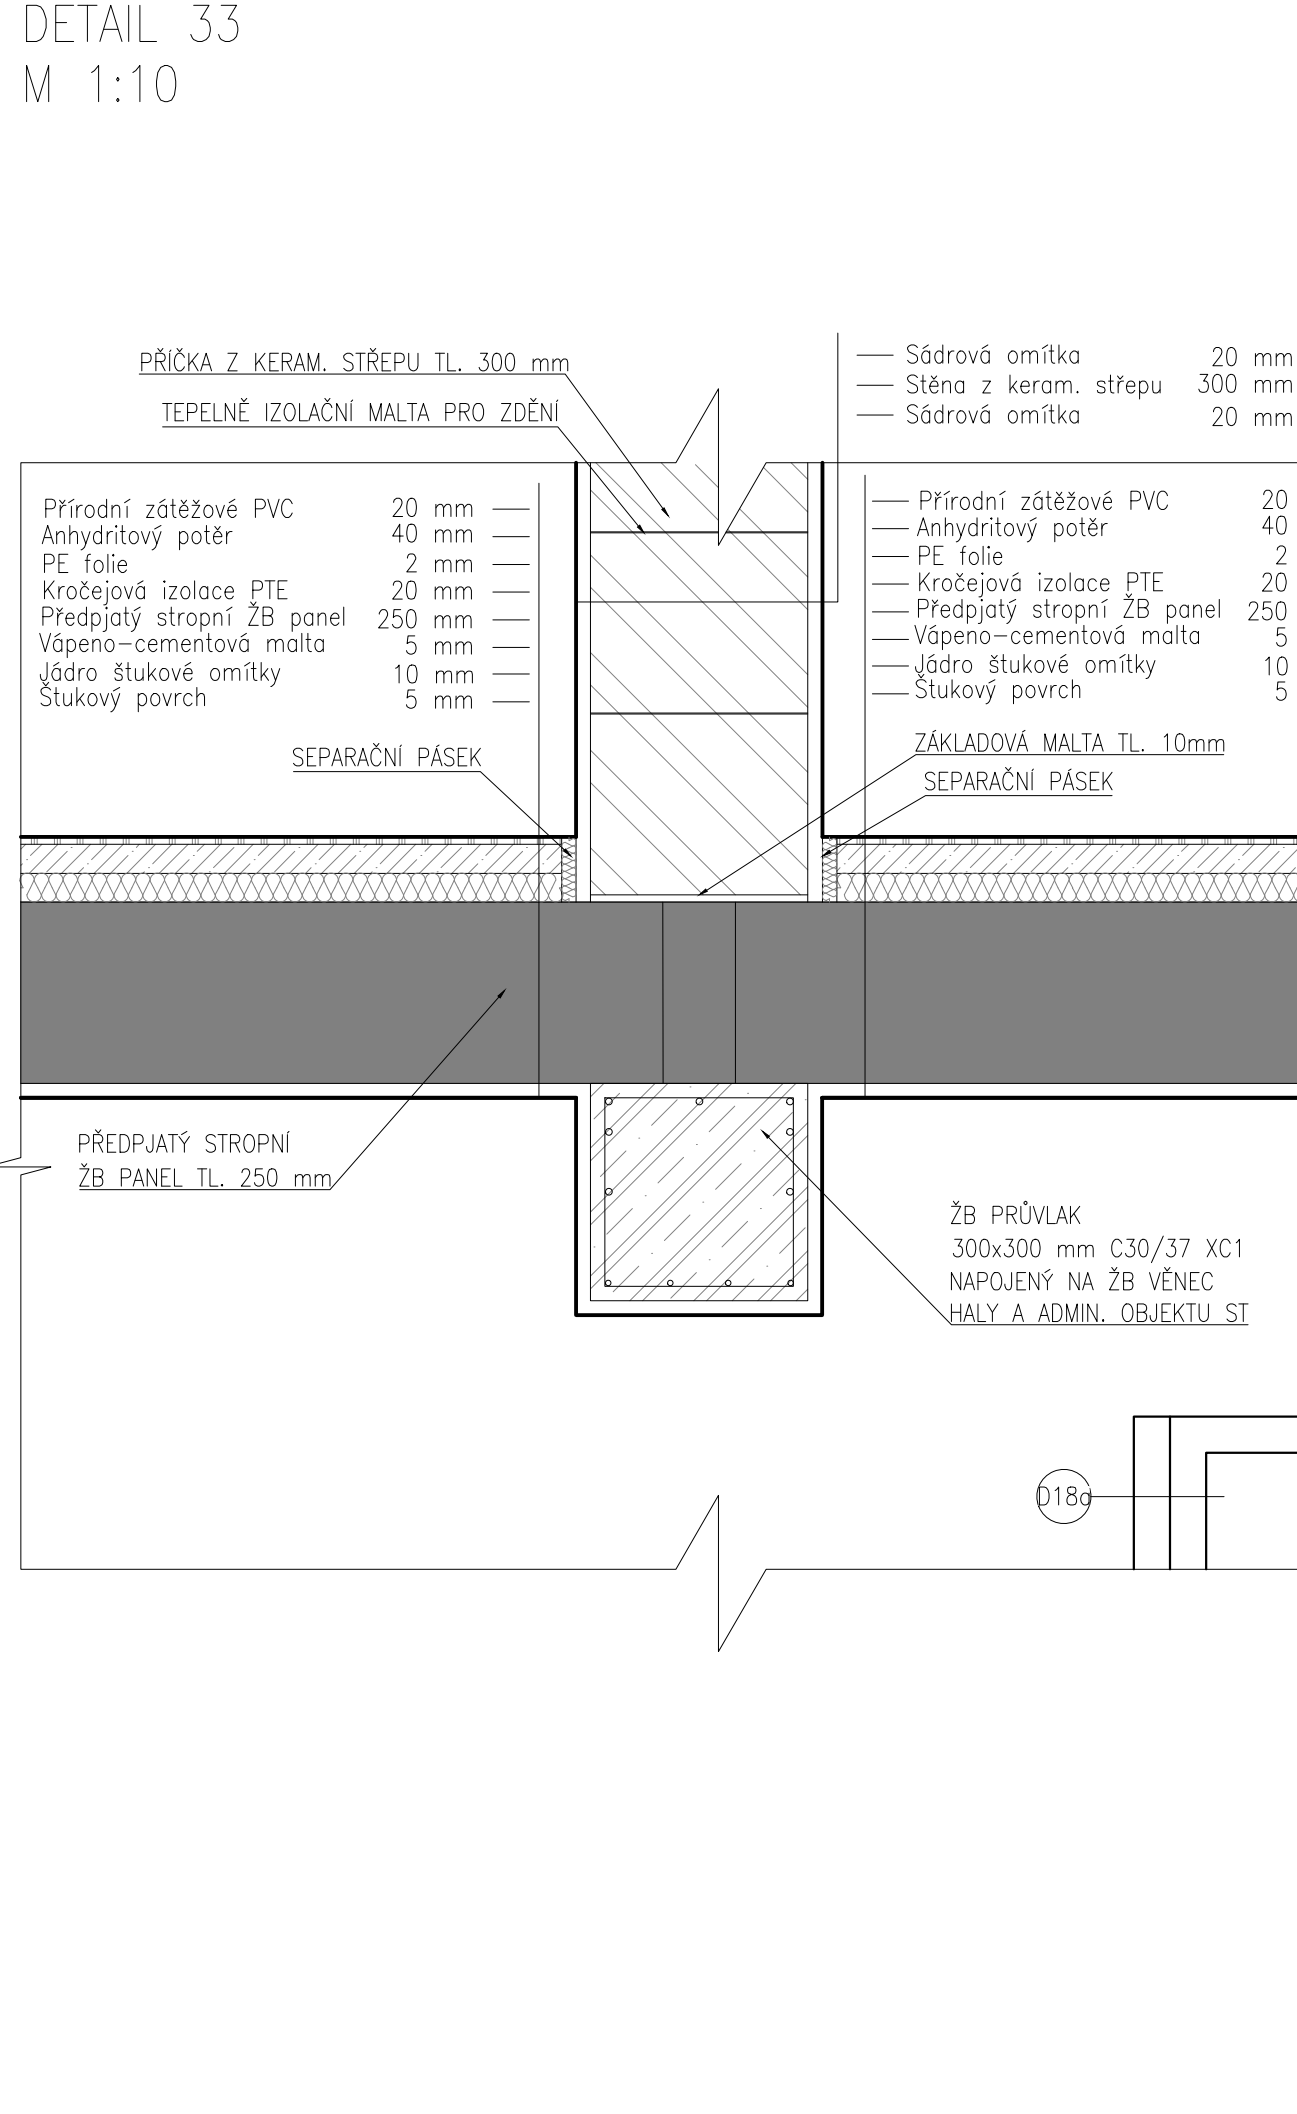 DETAIL 33
M 1:10
PŘÍČKA Z KERAM. STŘEPU TL. 300 mm
TEPELNĚ IZOLAČNÍ MALTA PRO ZDĚNÍ
Sádrová omítka 20 mm
Stěna z keram. střepu 300 mm
Sádrová omítka 20 mm
Přírodní zátěžové PVC 20 mm
Anhydritový potěr 40 mm
PE folie 2 mm
Kročejová izolace PTE 20 mm
Předpjatý stropní ŽB panel 250 mm
Vápeno-cementová malta 5 mm
Jádro štukové omítky 10 mm
Štukový povrch 5 mm
Přírodní zátěžové PVC 20
Anhydritový potěr 40
PE folie 2
Kročejová izolace PTE 20
Předpjatý stropní ŽB panel 250
Vápeno-cementová malta 5
Jádro štukové omítky 10
Štukový povrch 5
SEPARAČNÍ PÁSEK
ZÁKLADOVÁ MALTA TL. 10mm
SEPARAČNÍ PÁSEK
PŘEDPJATÝ STROPNÍ
ŽB PANEL TL. 250 mm
ŽB PRŮVLAK
300x300 mm C30/37 XC1
NAPOJENÝ NA ŽB VĚNEC
HALY A ADMIN. OBJEKTU ST
D18a